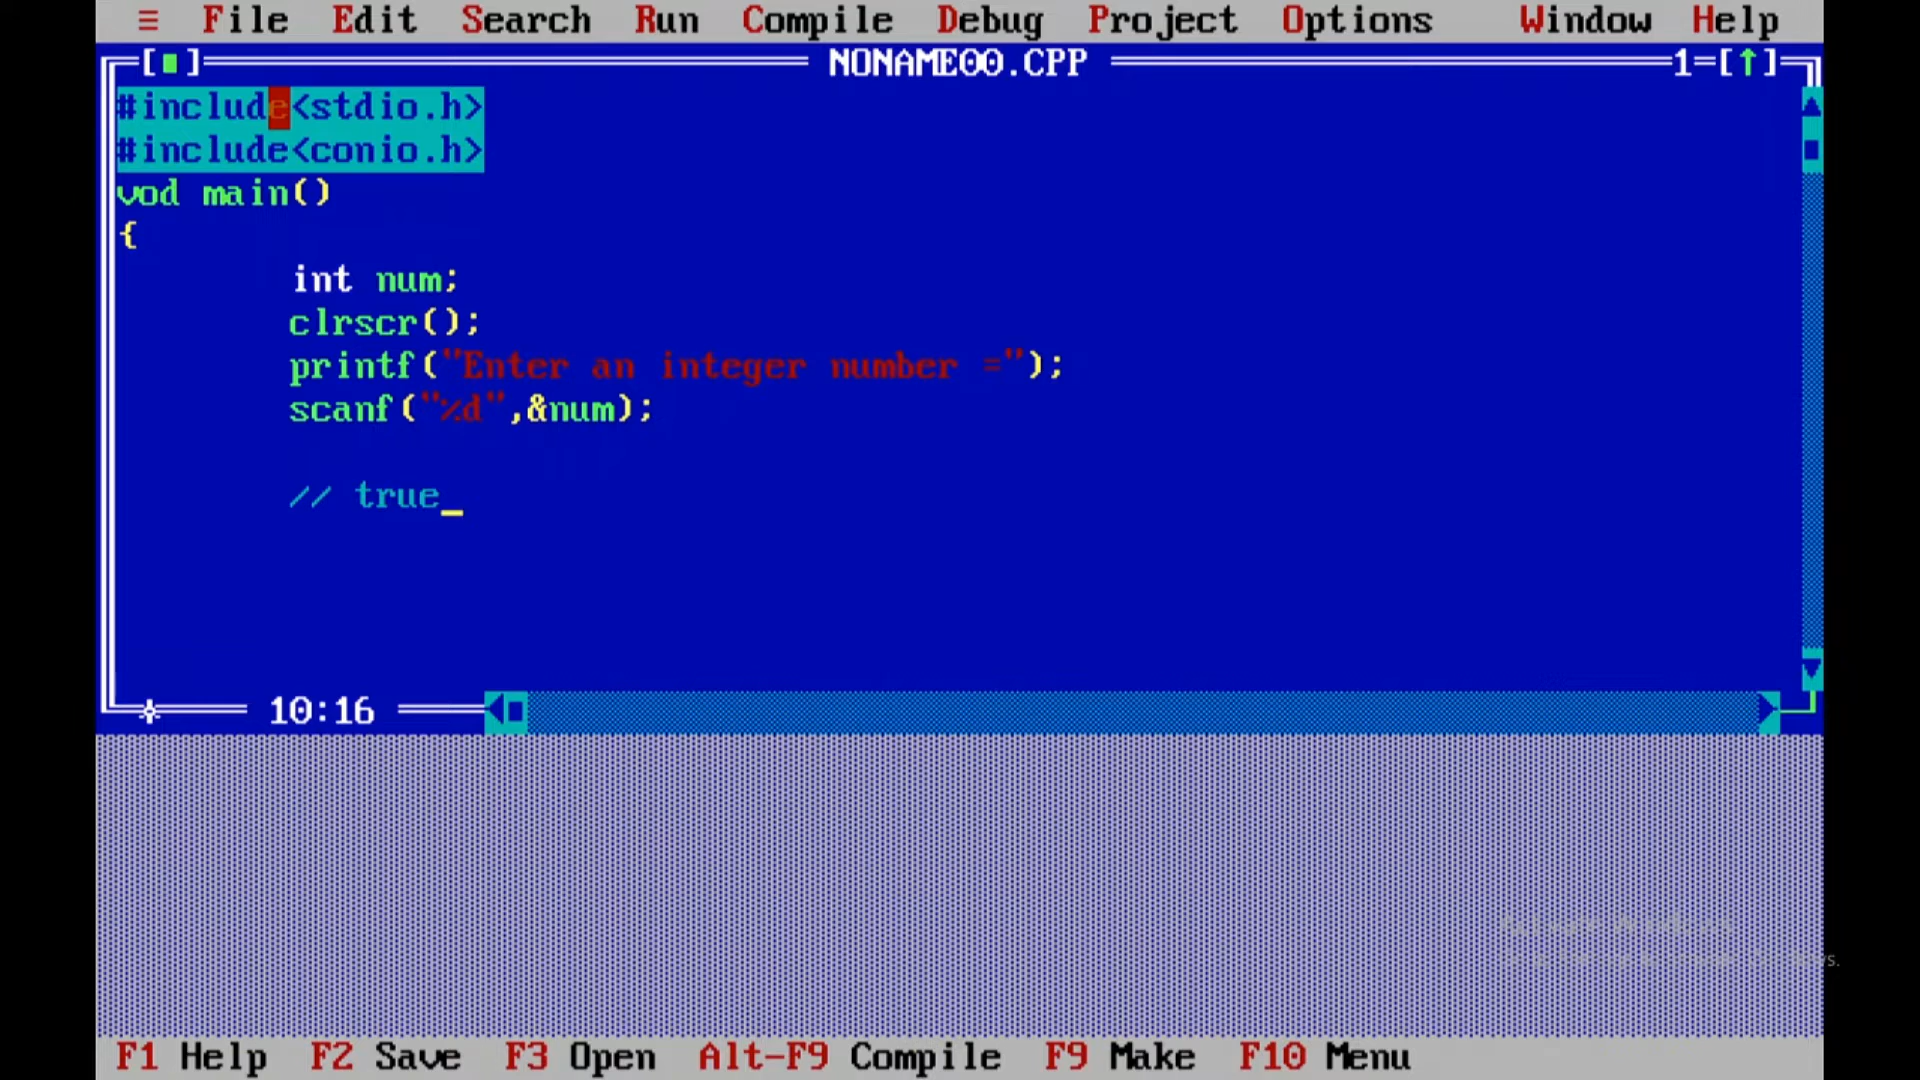 ≡ File Edit Search Run Compile Debug Project Options Window Help
[■] NONAME00.CPP 1=[↑]
#include<stdio.h>
#include<conio.h>
vod main()
{
int num;
clrscr();
printf("Enter an integer number =");
scanf("%d",&num);
// true_
10:16
Activate Windows
F1 Help F2 Save F3 Open Alt-F9 Compile F9 Make F10 Menu